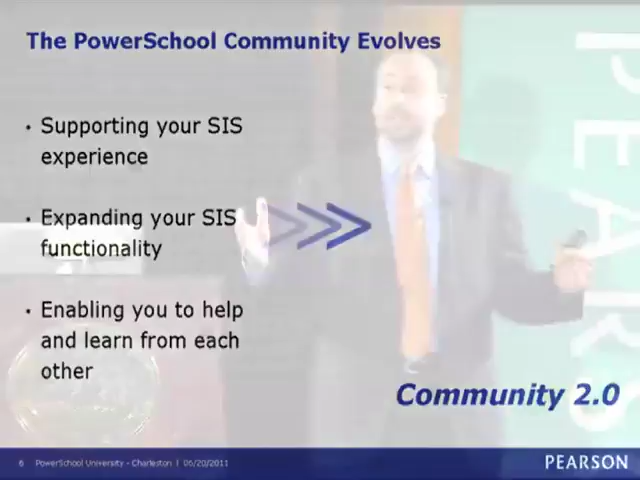 The PowerSchool Community Evolves
• Supporting your SIS
experience
• Expanding your SIS
functionality
• Enabling you to help
and learn from each
other
Community 2.0
6 PowerSchool University - Charleston | 06/20/2011
PEARSON
PEARS